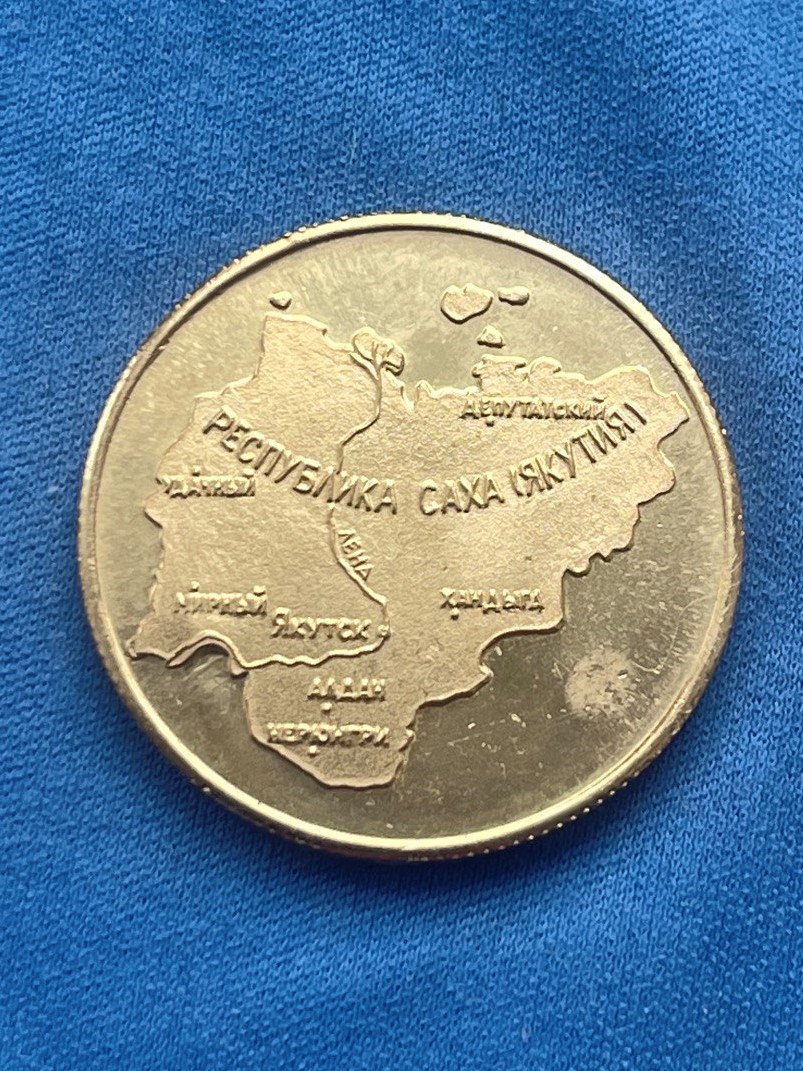 ДЕПУТАТСКИЙ
РЕСПУБЛИКА САХА (ЯКУТИЯ)
УДАЧНЫЙ
ЛЕНА
МИРНЫЙ
ЯКУТСК
ХАНДЫГА
АЛДАН
НЕРЮНГРИ